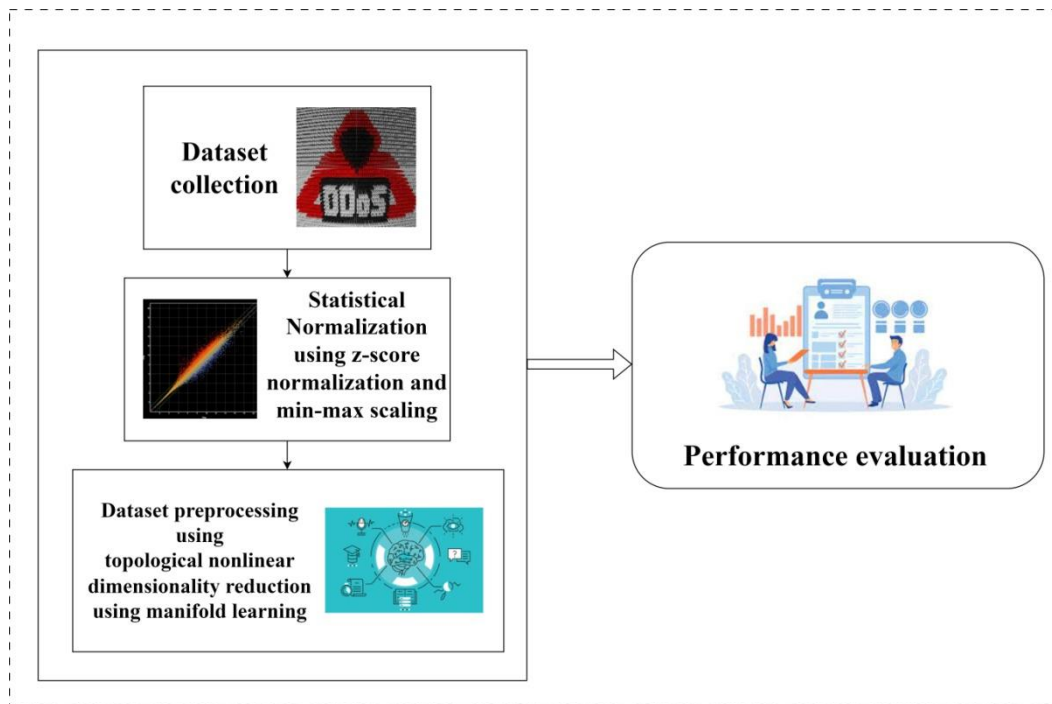 Dataset
collection
DDoS
Statistical
Normalization
using z-score
normalization and
min-max scaling
Dataset preprocessing
using
topological nonlinear
dimensionality reduction
using manifold learning
?
Performance evaluation